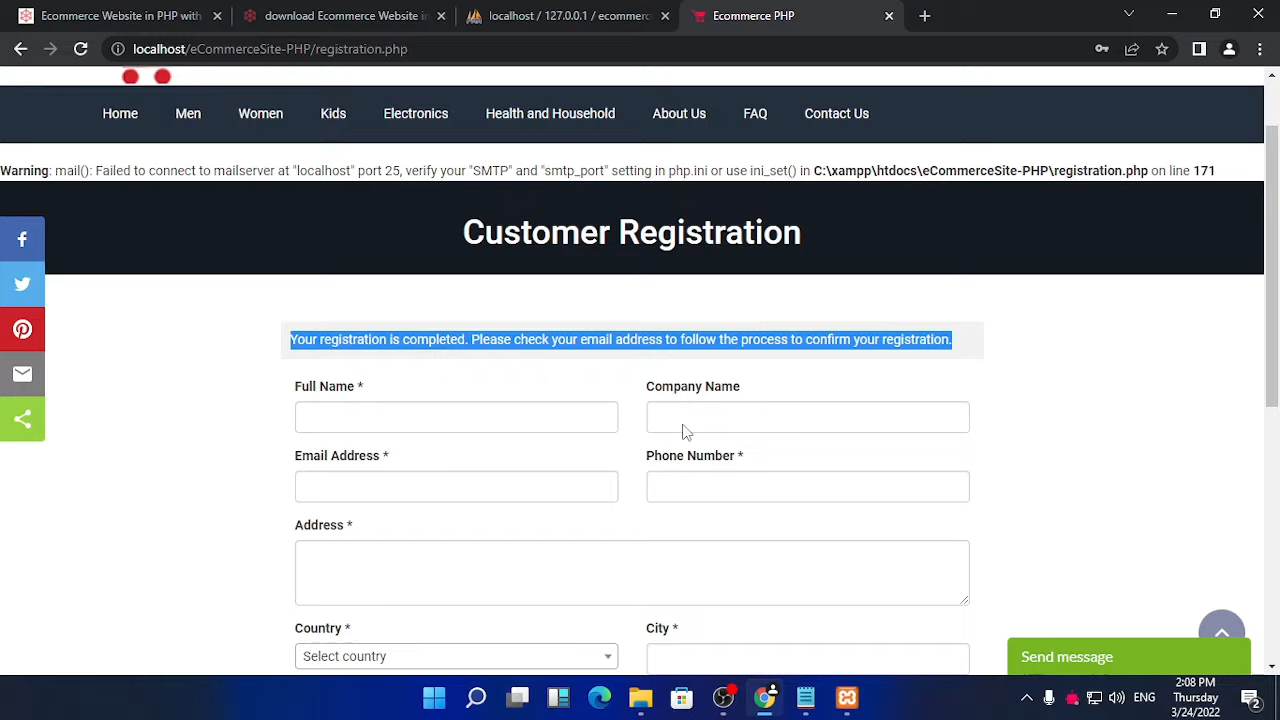 Ecommerce Website in PHP with
download Ecommerce Website in
localhost / 127.0.0.1 / ecommerc
Ecommerce PHP
localhost/eCommerceSite-PHP/registration.php
Home Men Women Kids Electronics Health and Household About Us FAQ Contact Us
Warning: mail(): Failed to connect to mailserver at "localhost" port 25, verify your "SMTP" and "smtp_port" setting in php.ini or use ini_set() in C:\xampp\htdocs\eCommerceSite-PHP\registration.php on line 171
Customer Registration
Your registration is completed. Please check your email address to follow the process to confirm your registration.
Full Name * Company Name
Email Address * Phone Number *
Address *
Country * City *
Select country
Send message
2:08 PM
ENG Thursday
3/24/2022
2